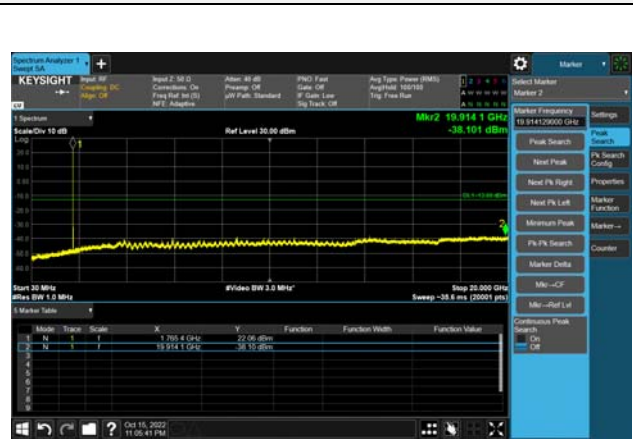 Spectrum Analyzer 1
Swept SA
Marker
KEYSIGHT
Input: RF
Coupling: DC
Align: Off
Input Z: 50 Ω
Corrections: On
Freq Ref: Int (S)
NFE: Adaptive
Atten: 40 dB
Preamp: Off
µW Path: Standard
PNO: Fast
Gate: Off
IF Gain: Low
Sig Track: Off
Avg Type: Power (RMS)
Avg|Hold: 100/100
Trig: Free Run
Select Marker
Marker 2
1 Spectrum
Scale/Div 10 dB
Ref Level 30.00 dBm
Mkr2 19.914 1 GHz
-38.101 dBm
Log
1
2
Start 30 MHz
#Res BW 1.0 MHz
#Video BW 3.0 MHz*
Stop 20.000 GHz
Sweep ~35.6 ms (20001 pts)
5 Marker Table
Mode Trace Scale X Y Function Function Width Function Value
1 N 1 f 1.765 4 GHz 22.06 dBm
2 N 1 f 19.914 1 GHz -38.10 dBm
3
4
5
6
7
8
9
Oct 15, 2022
11:05:41 PM
Marker Frequency
19.914129000 GHz
Peak Search
Next Peak
Next Pk Right
Next Pk Left
Minimum Peak
Pk-Pk Search
Marker Delta
Mkr→CF
Mkr→Ref Lvl
Continuous Peak
Search
On
Off
Settings
Peak
Search
Pk Search
Config
Properties
Marker
Function
Marker→
Counter